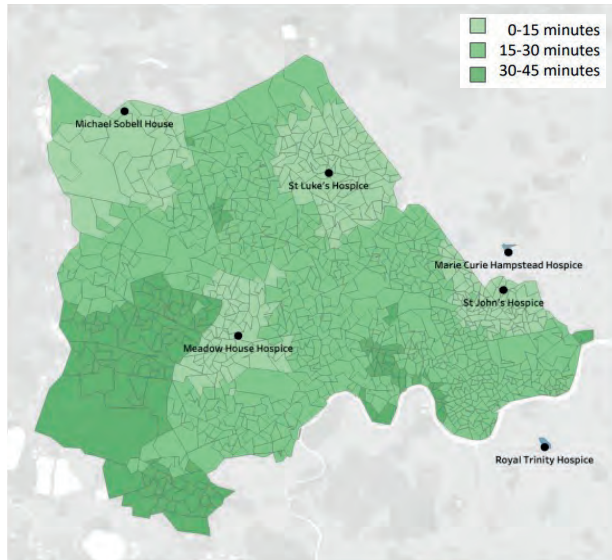 0-15 minutes
15-30 minutes
30-45 minutes
Michael Sobell House
St Luke's Hospice
Marie Curie Hampstead Hospice
St John's Hospice
Meadow House Hospice
Royal Trinity Hospice